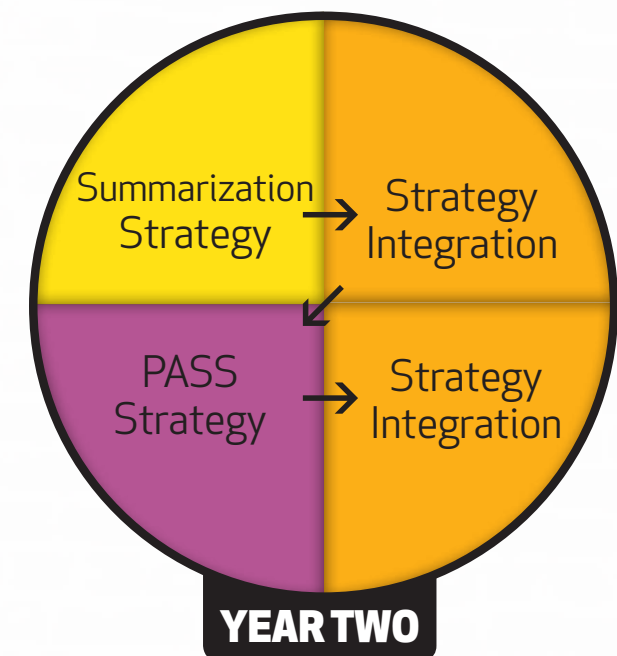 Summarization
Strategy
Strategy
Integration
PASS
Strategy
Strategy
Integration
YEAR TWO